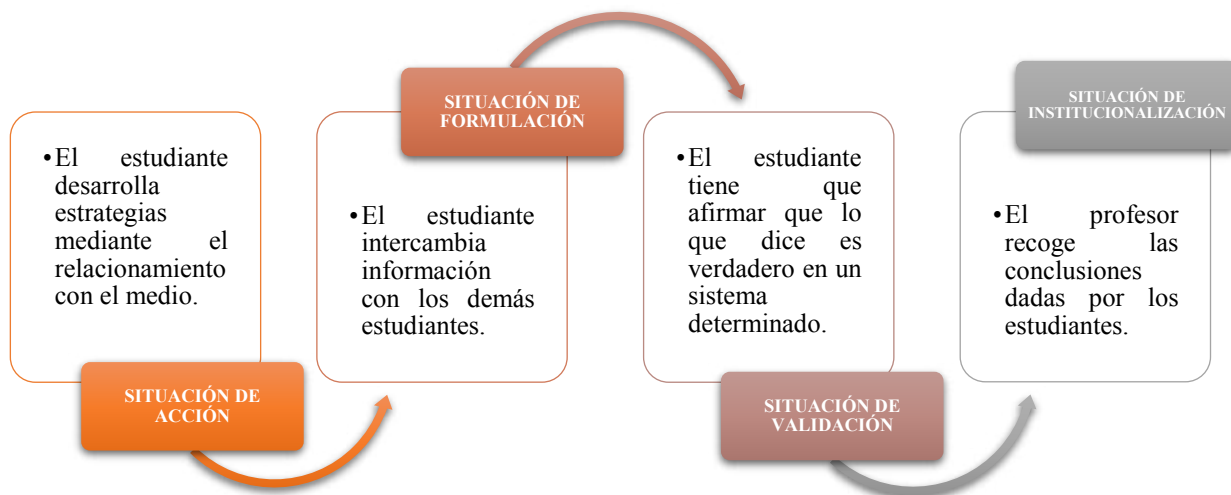 •El estudiante
desarrolla
estrategias
mediante el
relacionamiento
con el medio.
SITUACIÓN DE
ACCIÓN
SITUACIÓN DE
FORMULACIÓN
•El estudiante
intercambia
información
con los demás
estudiantes.
•El estudiante
tiene que
afirmar que lo
que dice es
verdadero en un
sistema
determinado.
SITUACIÓN DE
VALIDACIÓN
SITUACIÓN DE
INSTITUCIONALIZACIÓN
•El profesor
recoge las
conclusiones
dadas por los
estudiantes.